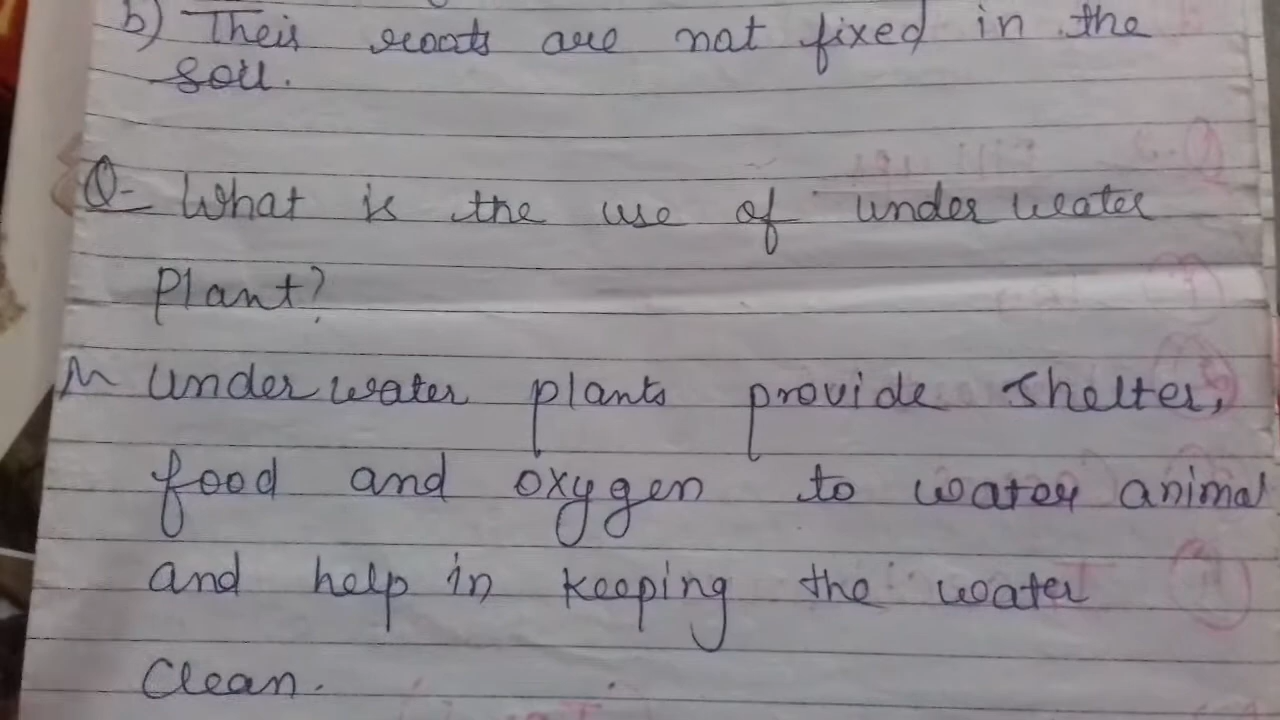 b) Their roots are not fixed in the
soil.
Q- What is the use of under water
Plant?
under water plants provide shelter,
food and oxygen to water animal
and help in keeping the water
Clean.